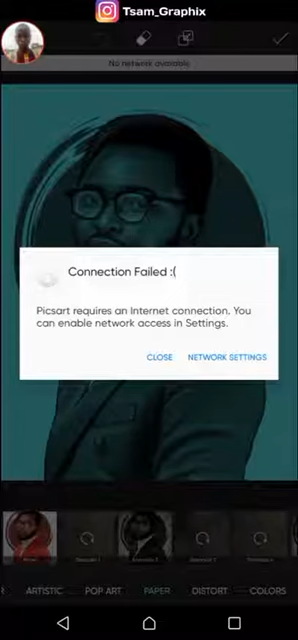 Tsam_Graphix
No network available
Connection Failed :(
Picsart requires an Internet connection. You
can enable network access in Settings.
CLOSE NETWORK SETTINGS
ARTISTIC POP ART PAPER DISTORT COLORS